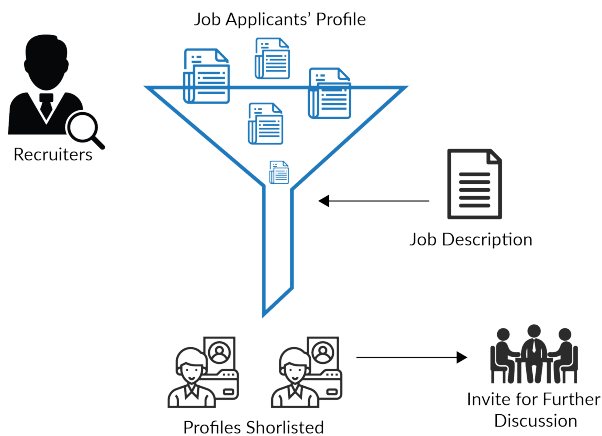 Job Applicants’ Profile
Recruiters
Job Description
Profiles Shorlisted
Invite for Further
Discussion